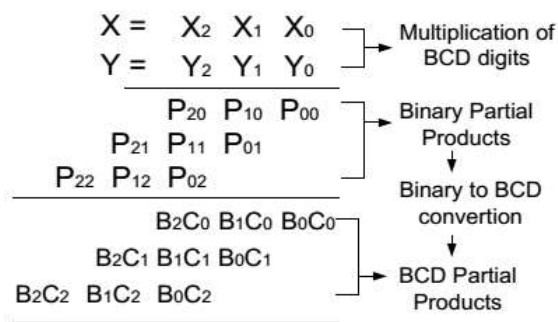 X = X₂ X₁ X₀
Y = Y₂ Y₁ Y₀
Multiplication of
BCD digits
P₂₀ P₁₀ P₀₀
P₂₁ P₁₁ P₀₁
P₂₂ P₁₂ P₀₂
Binary Partial
Products
Binary to BCD
convertion
B₂C₀ B₁C₀ B₀C₀
B₂C₁ B₁C₁ B₀C₁
B₂C₂ B₁C₂ B₀C₂
BCD Partial
Products